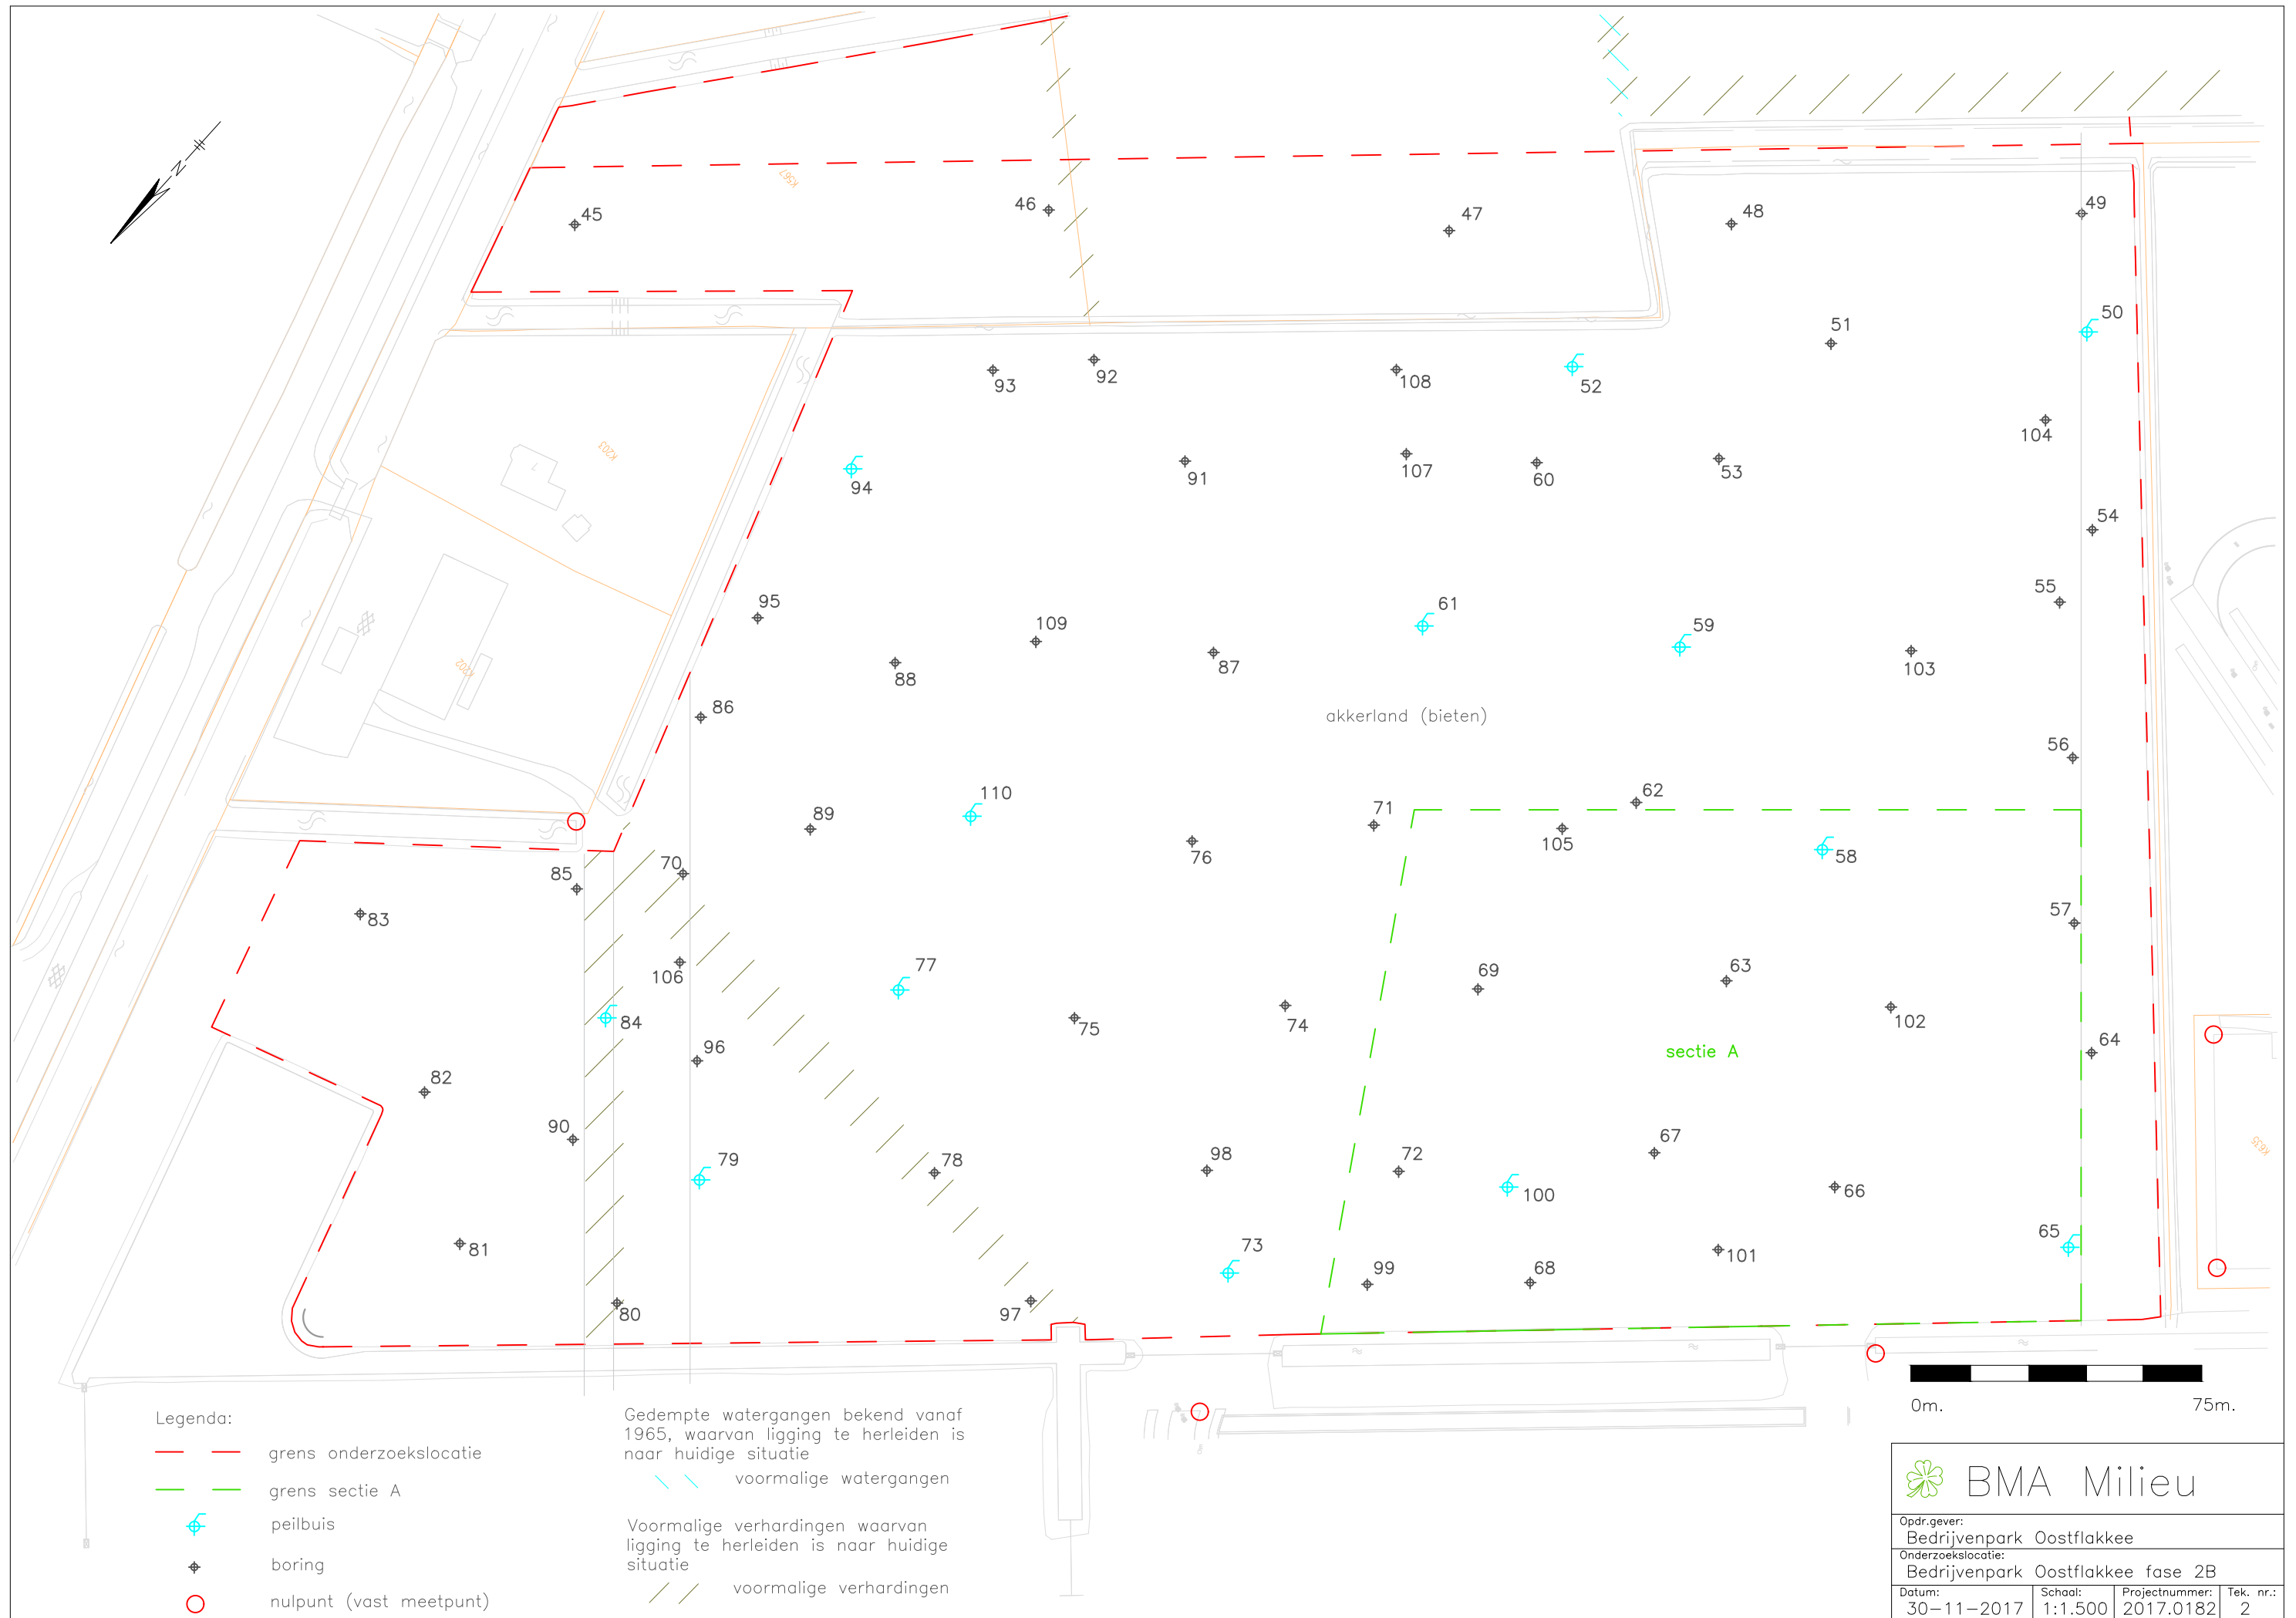 N
K567
45
46
47
48
49
50
51
52
93
92
108
104
K203
94
91
107
60
53
54
55
95
109
61
59
88
87
103
86
akkerland (bieten)
K202
56
62
110
71
89
105
76
58
85
70
83
57
106
77
69
63
84
75
74
102
96
sectie A
64
82
90
67
K635
79
78
98
72
100
66
81
73
65
101
99
68
80
97
0m.
75m.
Legenda:
grens onderzoekslocatie
grens sectie A
peilbuis
boring
nulpunt (vast meetpunt)
Gedempte watergangen bekend vanaf
1965, waarvan ligging te herleiden is
naar huidige situatie
voormalige watergangen
Voormalige verhardingen waarvan
ligging te herleiden is naar huidige
situatie
voormalige verhardingen
BMA Milieu
Opdr.gever:
Bedrijvenpark Oostflakkee
Onderzoekslocatie:
Bedrijvenpark Oostflakkee fase 2B
Datum: Schaal: Projectnummer: Tek. nr.:
30-11-2017 1:1.500 2017.0182 2